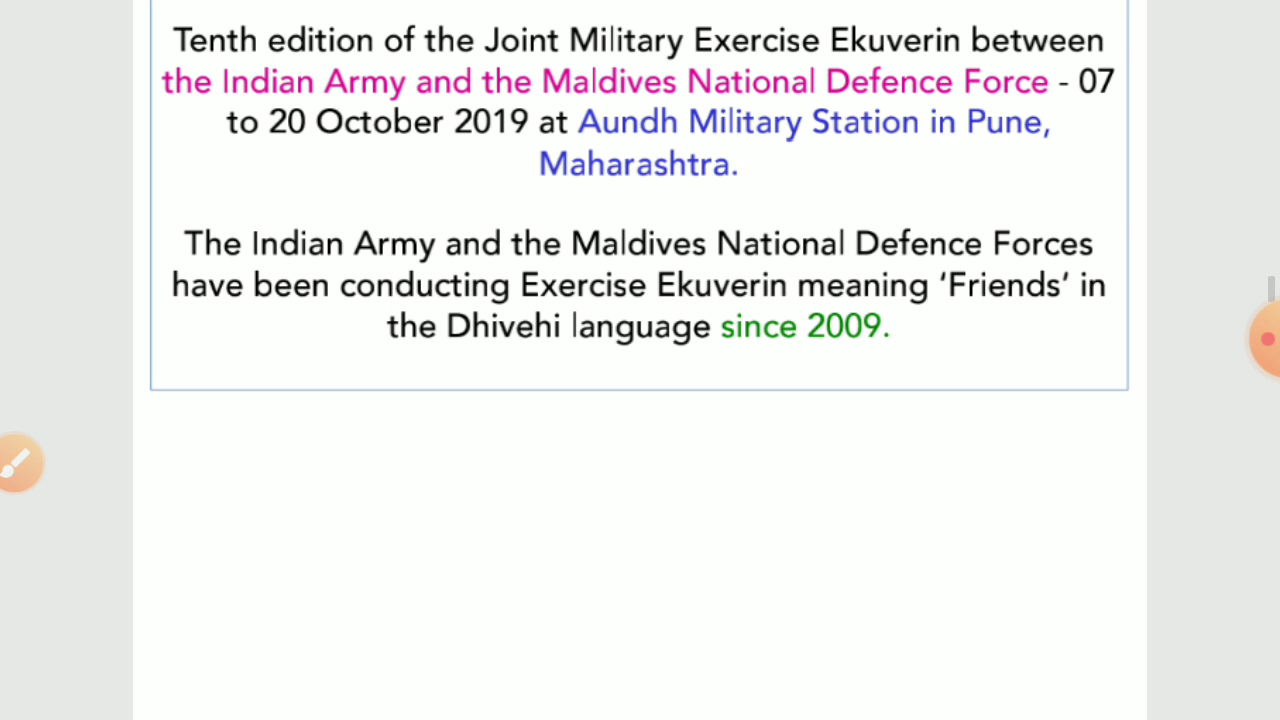 Tenth edition of the Joint Military Exercise Ekuverin between
the Indian Army and the Maldives National Defence Force - 07
to 20 October 2019 at Aundh Military Station in Pune,
Maharashtra.
The Indian Army and the Maldives National Defence Forces
have been conducting Exercise Ekuverin meaning ‘Friends’ in
the Dhivehi language since 2009.